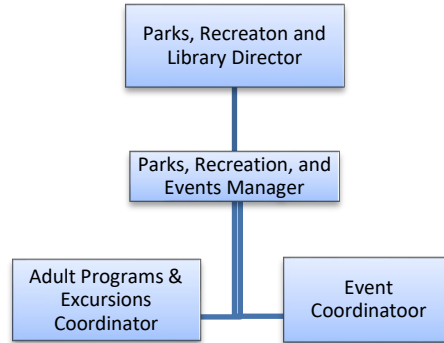 Parks, Recreaton and
Library Director
Parks, Recreation, and
Events Manager
Adult Programs &
Excursions
Coordinator
Event
Coordinatoor